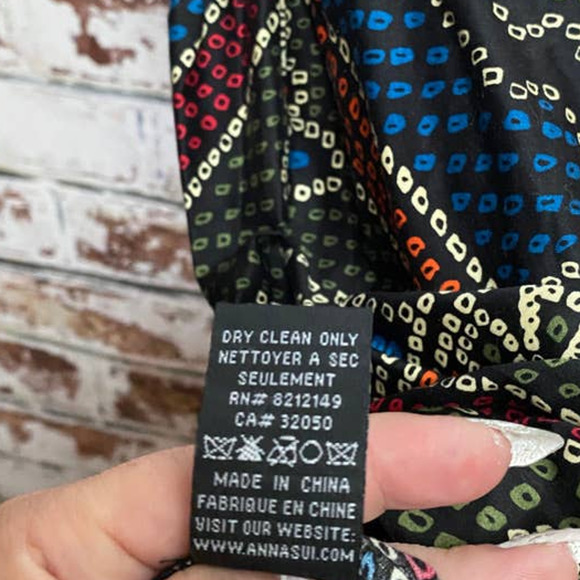 DRY CLEAN ONLY
NETTOYER A SEC
SEULEMENT
RN# 8212149
CA# 32050
MADE IN CHINA
FABRIQUE EN CHINE
VISIT OUR WEBSITE:
WWW.ANNASUI.COM